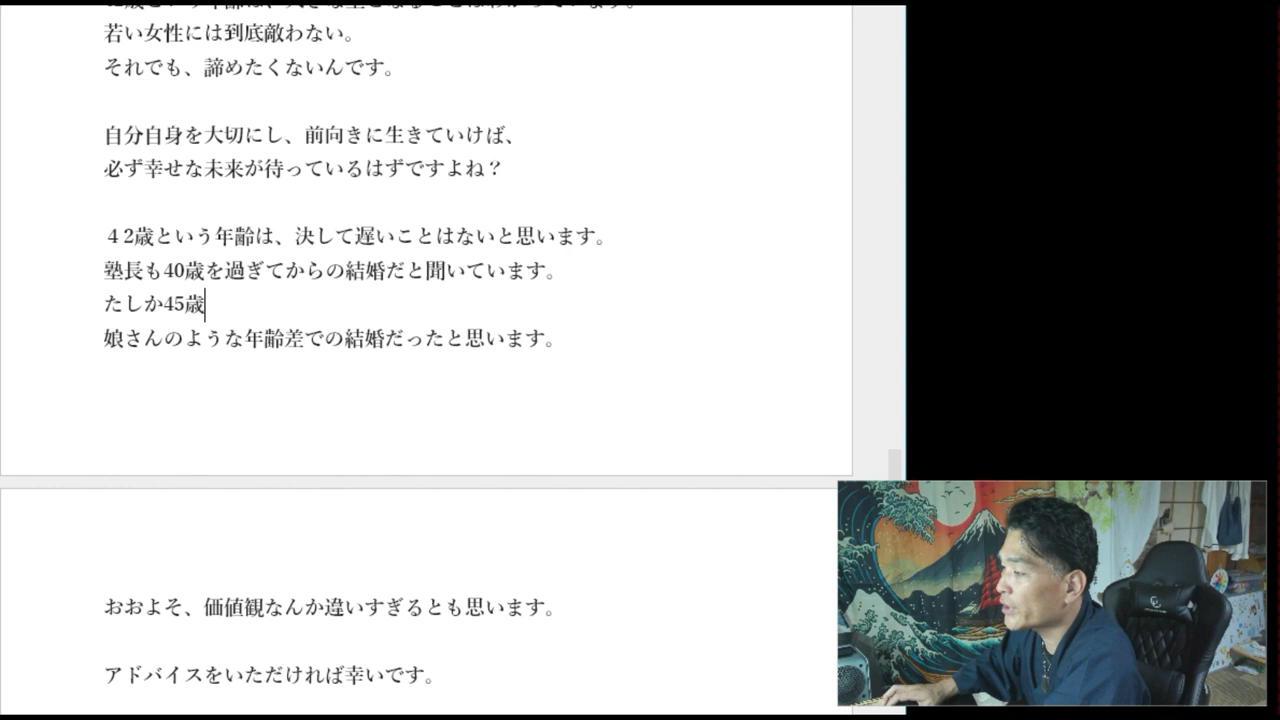 若い女性には到底敵わない。
それでも、諦めたくないんです。
自分自身を大切にし、前向きに生きていけば、
必ず幸せな未来が待っているはずですよね？
４2歳という年齢は、決して遅いことはないと思います。
塾長も40歳を過ぎてからの結婚だと聞いています。
たしか45歳
娘さんのような年齢差での結婚だったと思います。
おおよそ、価値観なんか違いすぎるとも思います。
アドバイスをいただければ幸いです。